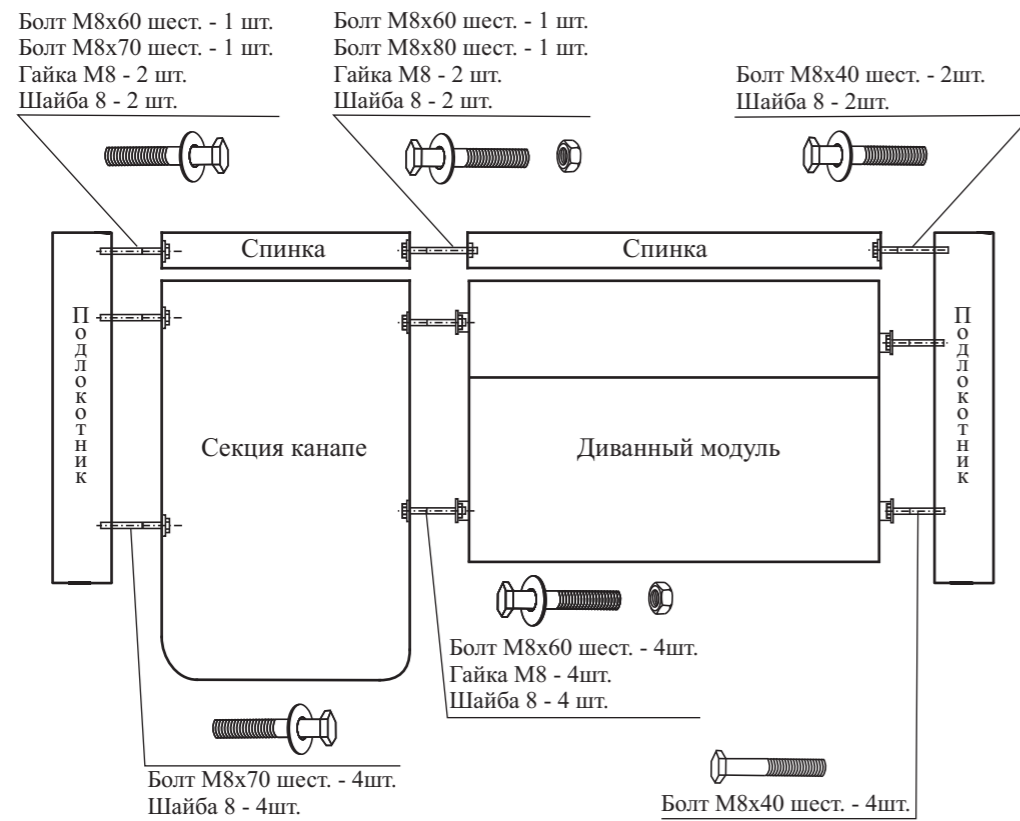 Болт М8х60 шест. - 1 шт.
Болт М8х70 шест. - 1 шт.
Гайка М8 - 2 шт.
Шайба 8 - 2 шт.
Болт М8х60 шест. - 1 шт.
Болт М8х80 шест. - 1 шт.
Гайка М8 - 2 шт.
Шайба 8 - 2 шт.
Болт М8х40 шест. - 2шт.
Шайба 8 - 2шт.
Спинка
Спинка
Подлокотник
Подлокотник
Секция канапе
Диванный модуль
Болт М8х60 шест. - 4шт.
Гайка М8 - 4шт.
Шайба 8 - 4 шт.
Болт М8х70 шест. - 4шт.
Шайба 8 - 4шт.
Болт М8х40 шест. - 4шт.